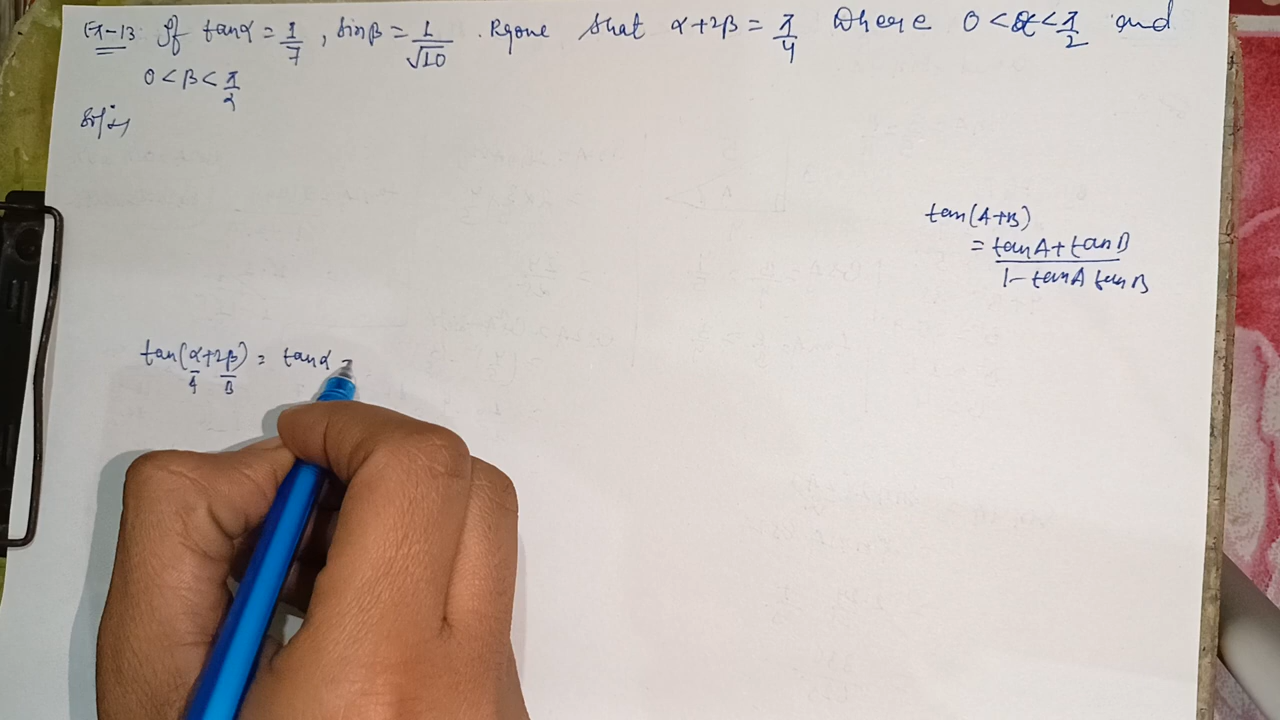 Ex-13: If tanα = 1/7, sinβ = 1/√10. Prove that α+2β = π/4 where 0<α<π/2 and
0<β<π/2
Solⁿ:
tan(A+B)
= tanA+tanB / 1-tanA tanB
tan(α+2β) = tanα
A B